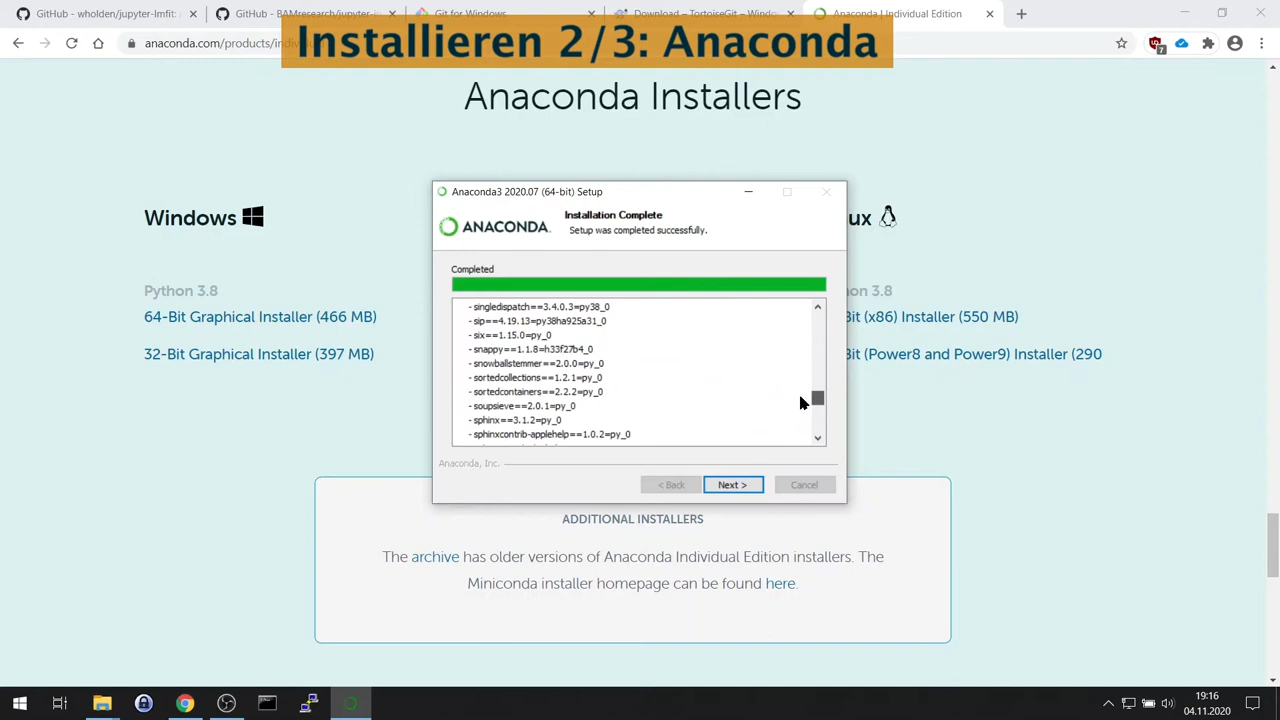 GitHub - nholew/jupyter-lmfit:
GitHub - BAMresearch/jupyter-
Git for Windows
Download – TortoiseGit – Window
Anaconda | Individual Edition
anaconda.com/products/indivi
Installieren 2/3: Anaconda
Anaconda Installers
Windows
ux
Python 3.8
on 3.8
64-Bit Graphical Installer (466 MB)
Bit (x86) Installer (550 MB)
32-Bit Graphical Installer (397 MB)
Bit (Power8 and Power9) Installer (290
Anaconda3 2020.07 (64-bit) Setup
ANACONDA.
Installation Complete
Setup was completed successfully.
Completed
- singledispatch==3.4.0.3=py38_0
- sip==4.19.13=py38ha925a31_0
- six==1.15.0=py_0
- snappy==1.1.8=h33f27b4_0
- snowballstemmer==2.0.0=py_0
- sortedcollections==1.2.1=py_0
- sortedcontainers==2.2.2=py_0
- soupsieve==2.0.1=py_0
- sphinx==3.1.2=py_0
- sphinxcontrib-applehelp==1.0.2=py_0
Anaconda, Inc.
< Back
Next >
Cancel
ADDITIONAL INSTALLERS
The archive has older versions of Anaconda Individual Edition installers. The
Miniconda installer homepage can be found here.
7
19:16
04.11.2020